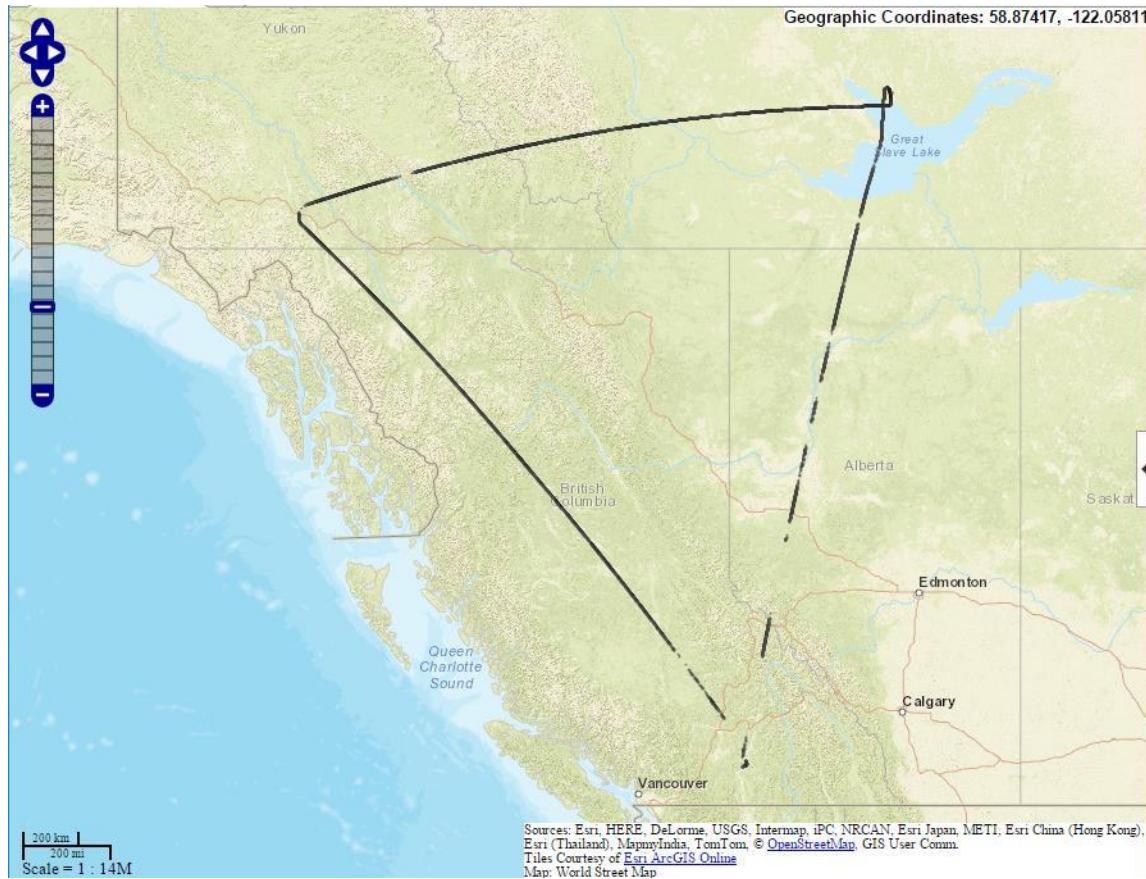 Geographic Coordinates: 58.87417, -122.05811
Yukon
Great
Slave Lake
Alberta
British
Columbia
Saskat
Edmonton
Queen
Charlotte
Sound
Calgary
Vancouver
200 km
200 mi
Scale = 1 : 14M
Sources: Esri, HERE, DeLorme, USGS, Intermap, iPC, NRCAN, Esri Japan, METI, Esri China (Hong Kong),
Esri (Thailand), MapmyIndia, TomTom, © OpenStreetMap, GIS User Comm.
Tiles Courtesy of Esri ArcGIS Online
Map: World Street Map